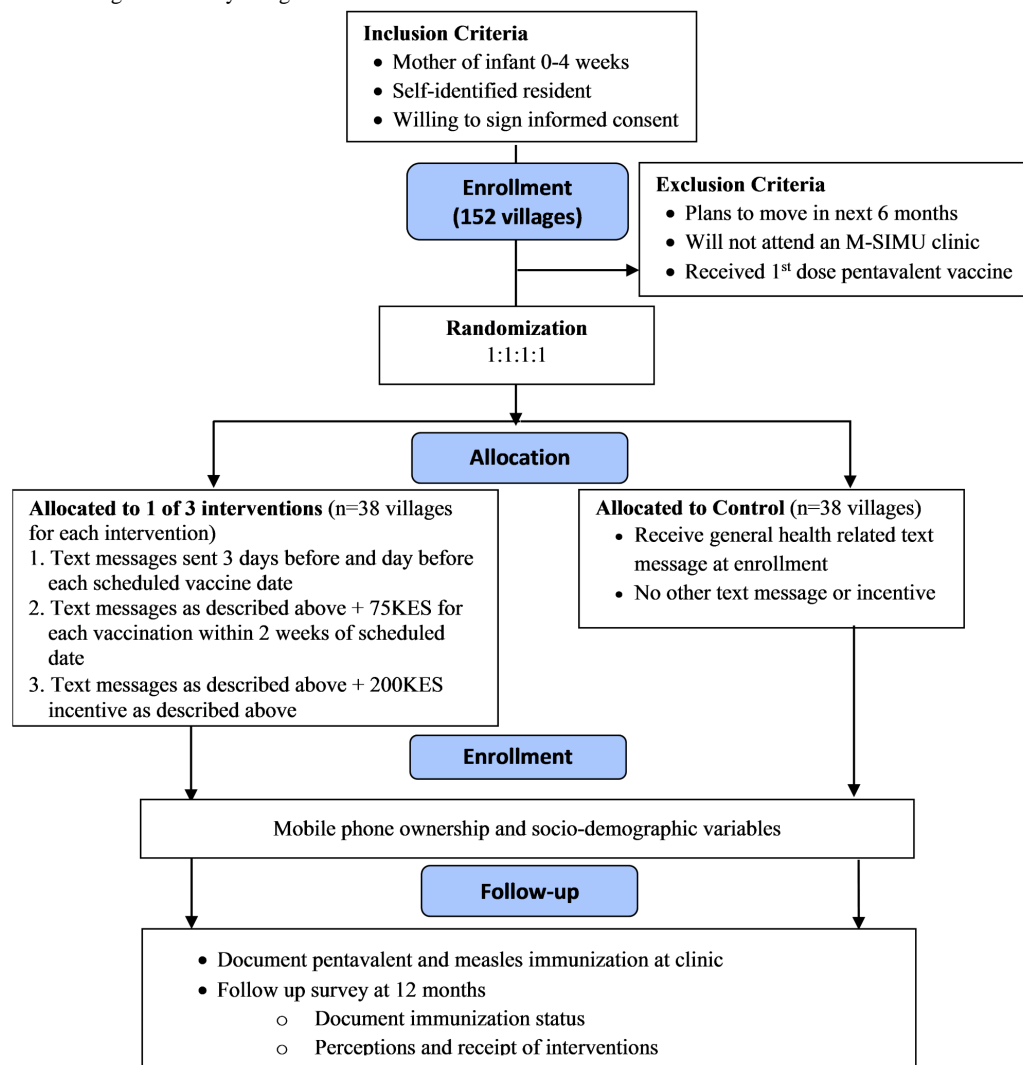 Inclusion Criteria
• Mother of infant 0-4 weeks
• Self-identified resident
• Willing to sign informed consent
Enrollment
(152 villages)
Exclusion Criteria
• Plans to move in next 6 months
• Will not attend an M-SIMU clinic
• Received 1st dose pentavalent vaccine
Randomization
1:1:1:1
Allocation
Allocated to 1 of 3 interventions (n=38 villages
for each intervention)
1. Text messages sent 3 days before and day before
each scheduled vaccine date
2. Text messages as described above + 75KES for
each vaccination within 2 weeks of scheduled
date
3. Text messages as described above + 200KES
incentive as described above
Allocated to Control (n=38 villages)
• Receive general health related text
message at enrollment
• No other text message or incentive
Enrollment
Mobile phone ownership and socio-demographic variables
Follow-up
• Document pentavalent and measles immunization at clinic
• Follow up survey at 12 months
o Document immunization status
o Perceptions and receipt of interventions